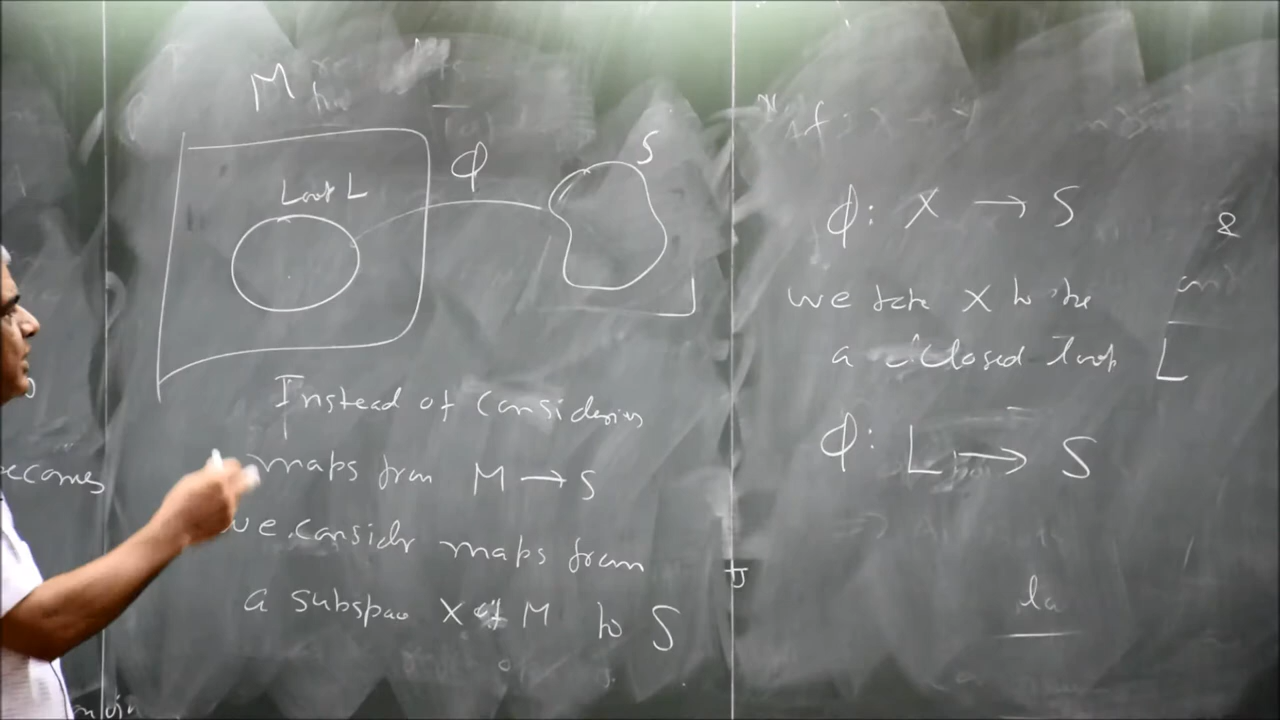 M
Loop L
ϕ
S
Instead of considering
maps from M → S
we consider maps from
a subspace X of M to S
ϕ: X → S
&
we take X to be
a closed loop L
ϕ: L → S
ecomes